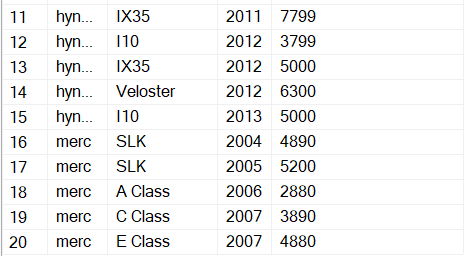 11 hyn... IX35 2011 7799
12 hyn... I10 2012 3799
13 hyn... IX35 2012 5000
14 hyn... Veloster 2012 6300
15 hyn... I10 2013 5000
16 merc SLK 2004 4890
17 merc SLK 2005 5200
18 merc A Class 2006 2880
19 merc C Class 2007 3890
20 merc E Class 2007 4880